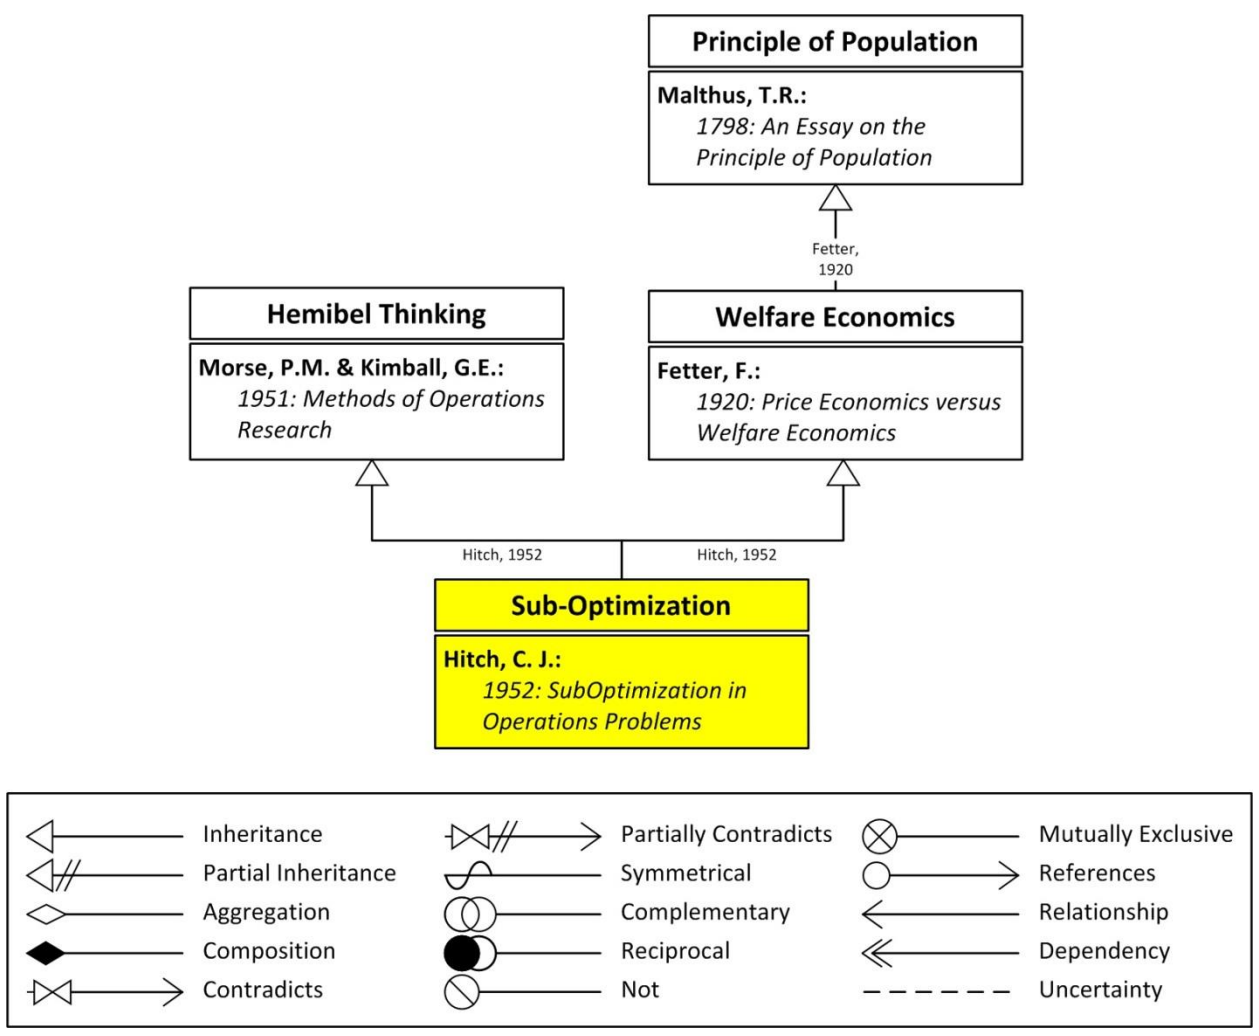 Principle of Population
Malthus, T.R.:
1798: An Essay on the
Principle of Population
Fetter,
1920
Hemibel Thinking
Morse, P.M. & Kimball, G.E.:
1951: Methods of Operations
Research
Welfare Economics
Fetter, F.:
1920: Price Economics versus
Welfare Economics
Hitch, 1952
Hitch, 1952
Sub-Optimization
Hitch, C. J.:
1952: SubOptimization in
Operations Problems
Inheritance
Partial Inheritance
Aggregation
Composition
Contradicts
Partially Contradicts
Symmetrical
Complementary
Reciprocal
Not
Mutually Exclusive
References
Relationship
Dependency
Uncertainty